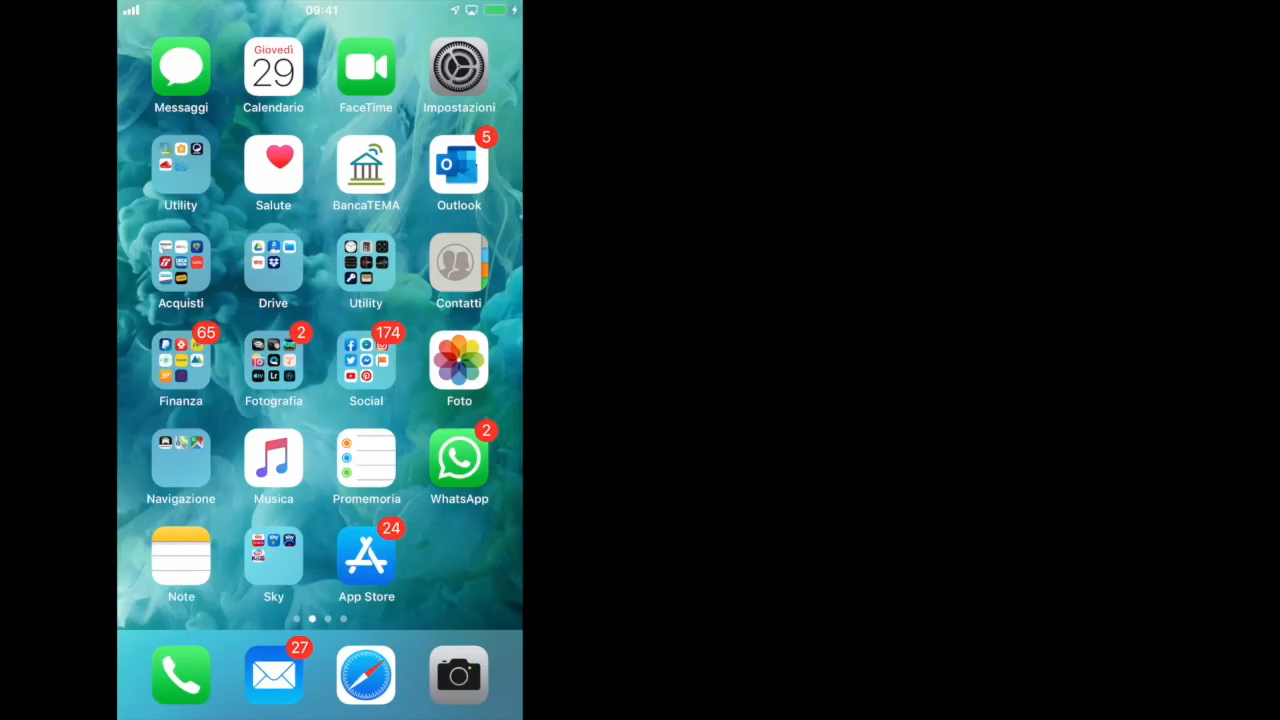 09:41
Giovedì
29
Messaggi
Calendario
FaceTime
Impostazioni
5
O
Utility
Salute
BancaTEMA
Outlook
Acquisti
Drive
Utility
Contatti
65
2
174
Finanza
Fotografia
Social
Foto
2
Navigazione
Musica
Promemoria
WhatsApp
24
Note
Sky
App Store
27